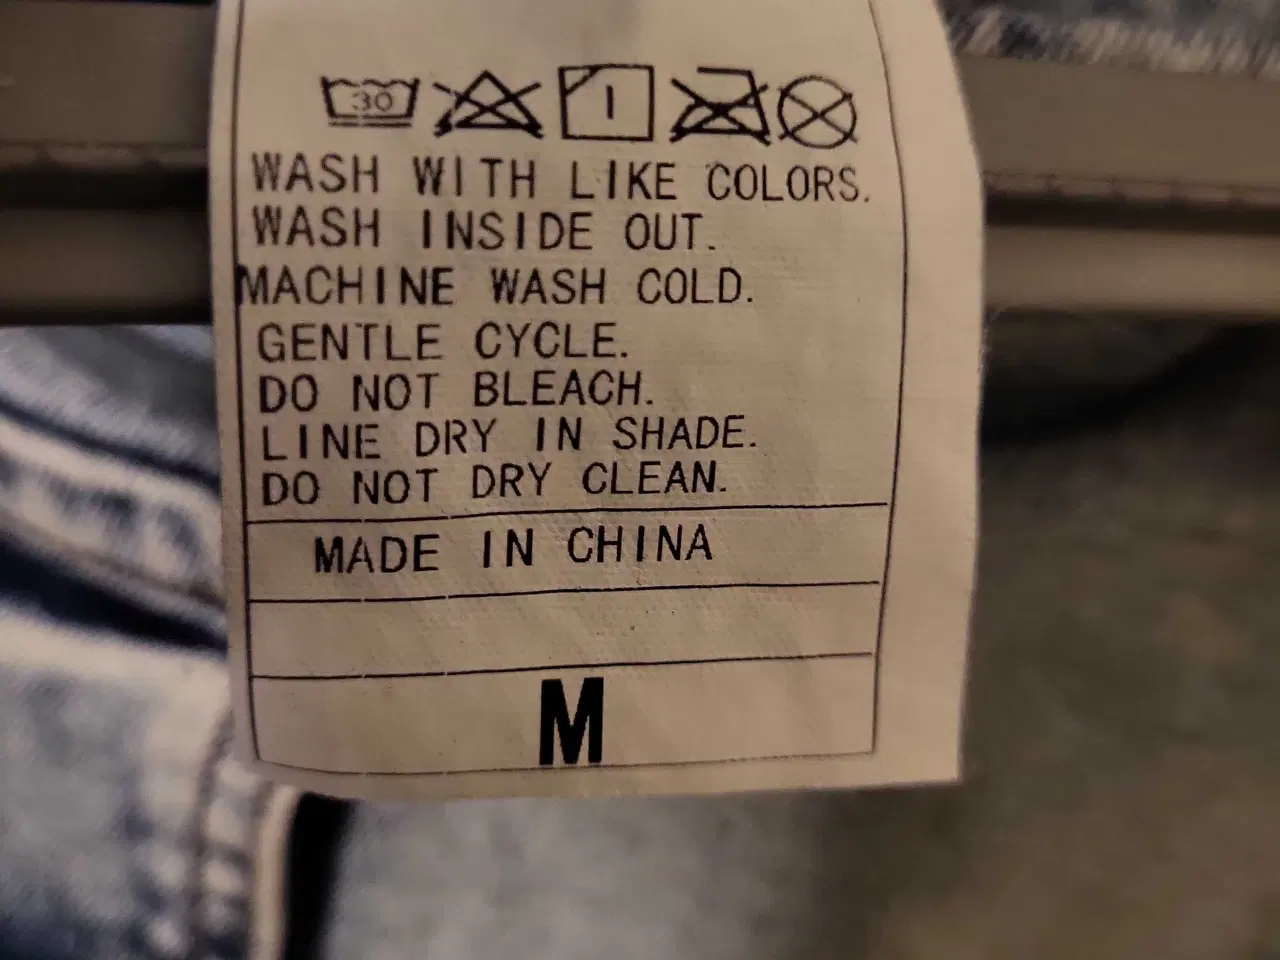 30
WASH WITH LIKE COLORS.
WASH INSIDE OUT.
MACHINE WASH COLD.
GENTLE CYCLE.
DO NOT BLEACH.
LINE DRY IN SHADE.
DO NOT DRY CLEAN.
MADE IN CHINA
M